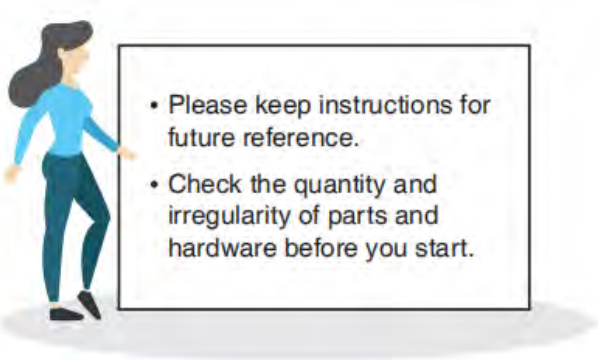 • Please keep instructions for
future reference.
• Check the quantity and
irregularity of parts and
hardware before you start.